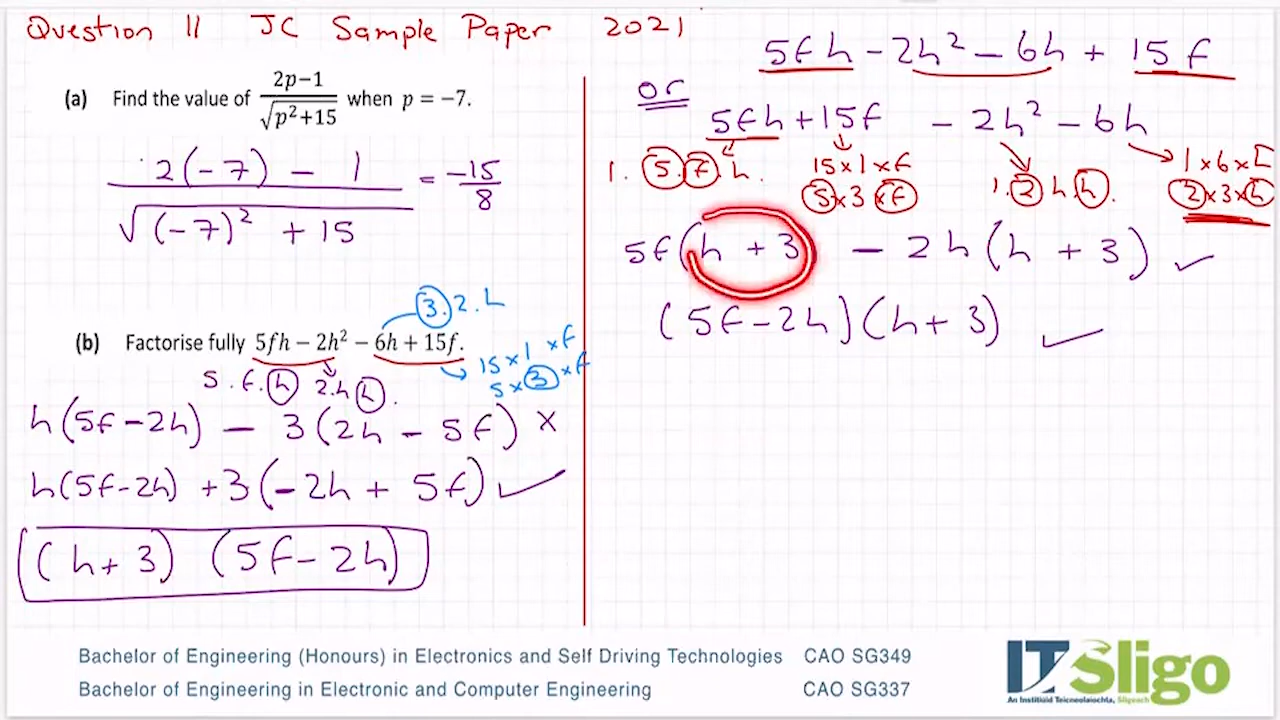 Question 11 JC Sample Paper 2021
(a) Find the value of (2p−1)/(√p²+15) when p = −7.
2(−7) − 1 / √(−7)² + 15 = −15/8
(b) Factorise fully 5fh − 2h² − 6h + 15f.
3.2.h
15×1×f
5×3×f
5.f.h 2.h h.
h(5f−2h) − 3(2h − 5f) ×
h(5f−2h) +3(−2h + 5f) ✓
(h+3) (5f−2h)
5fh − 2h² − 6h + 15f
or
5fh + 15f − 2h² − 6h
1.5.f.h. 15×1×f 1.2h.h. 1×6×h
5×3×f 2×3×h
5f(h + 3) − 2h(h + 3) ✓
(5f−2h)(h+3) ✓
Bachelor of Engineering (Honours) in Electronics and Self Driving Technologies CAO SG349
Bachelor of Engineering in Electronic and Computer Engineering CAO SG337
IT Sligo
An Institiúid Teicneolaíochta, Sligeach